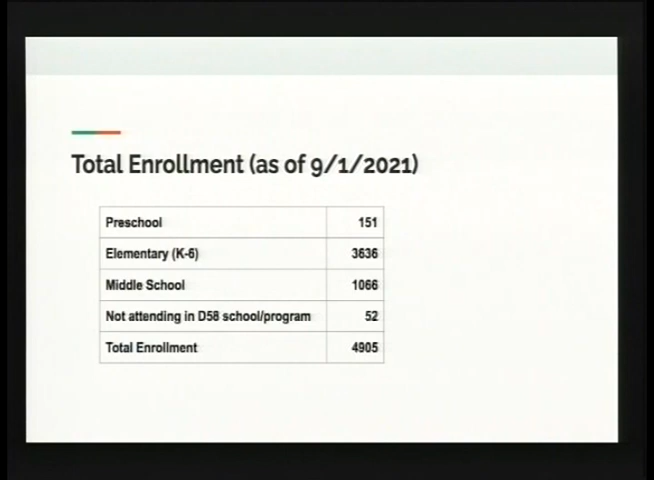 Total Enrollment (as of 9/1/2021)
Preschool 151
Elementary (K-6) 3636
Middle School 1066
Not attending in D58 school/program 52
Total Enrollment 4905